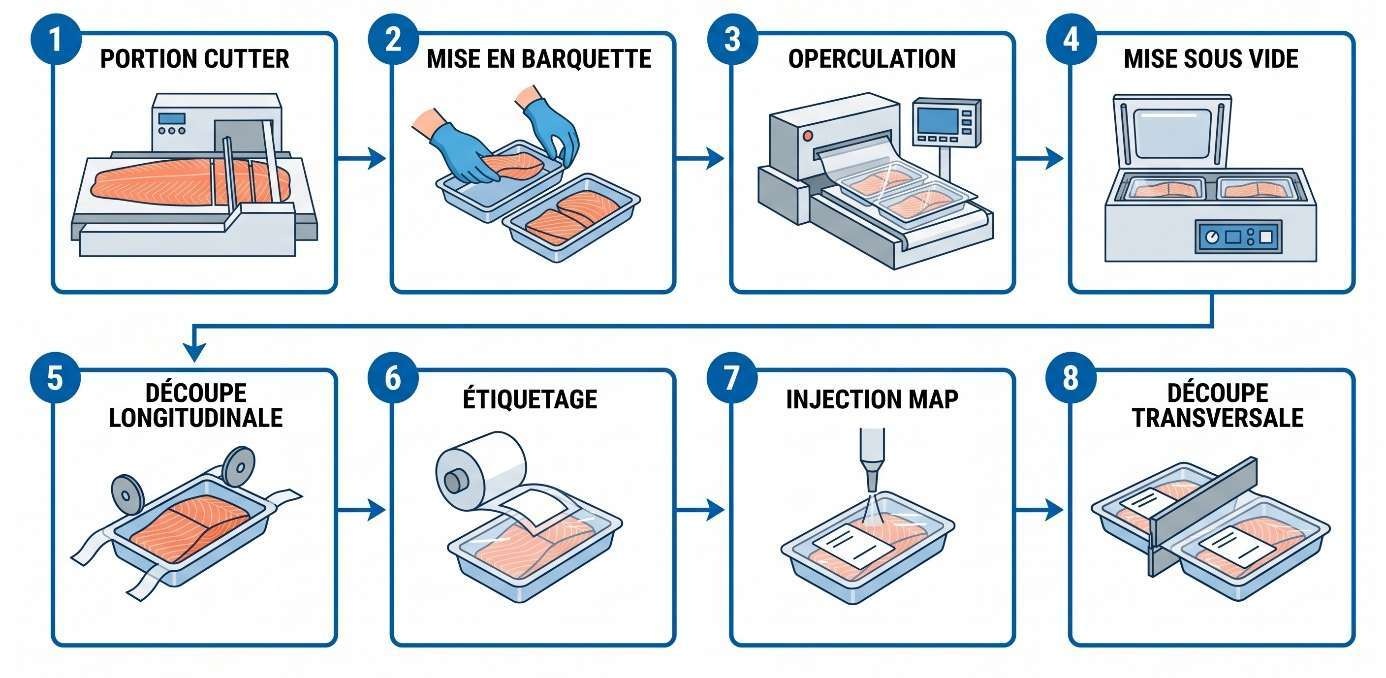 1
PORTION CUTTER
2
MISE EN BARQUETTE
3
OPERCULATION
4
MISE SOUS VIDE
5
DÉCOUPE
LONGITUDINALE
6
ÉTIQUETAGE
7
INJECTION MAP
8
DÉCOUPE
TRANSVERSALE